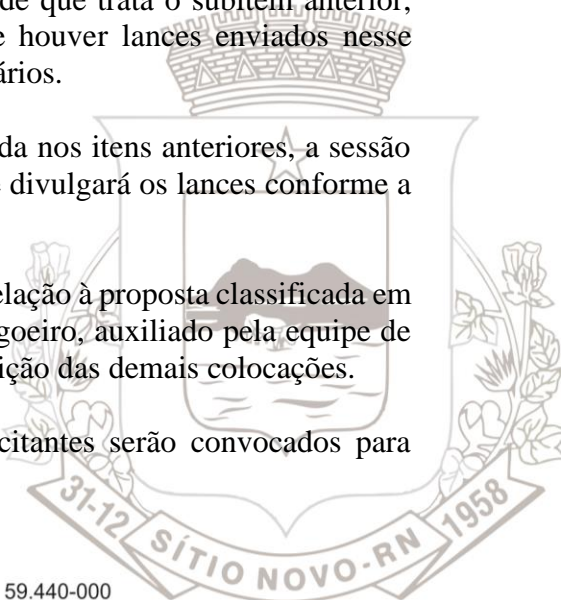 de que trata o subitem anterior,
e houver lances enviados nesse
ários.
da nos itens anteriores, a sessão
e divulgará os lances conforme a
elação à proposta classificada em
goeiro, auxiliado pela equipe de
ição das demais colocações.
citantes serão convocados para
31-12 SÍTIO NOVO-RN 1958
59.440-000